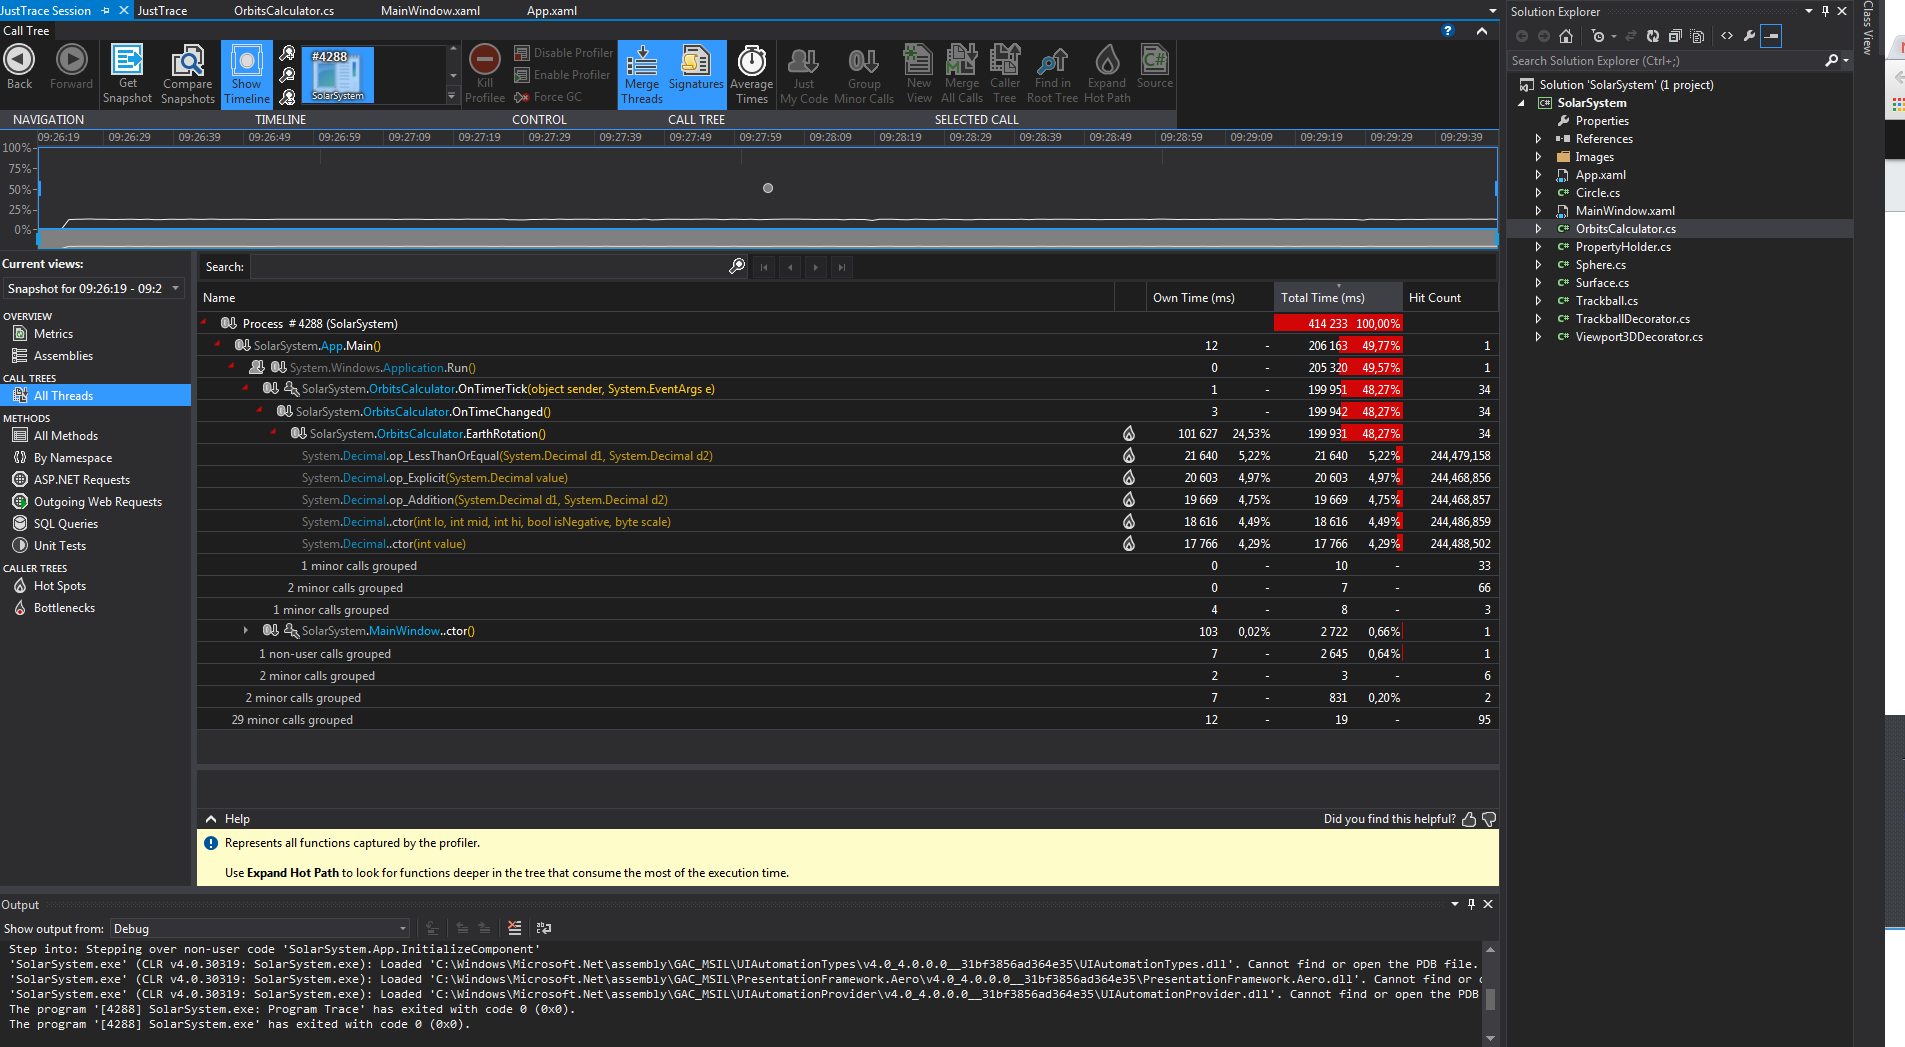 JustTrace Session
JustTrace
OrbitsCalculator.cs
MainWindow.xaml
App.xaml
Call Tree
Back
Forward
Get Snapshot
Compare Snapshots
Show Timeline
#4288
SolarSystem
Kill Profilee
Disable Profiler
Enable Profiler
Force GC
Merge Threads
Signatures
Average Times
Just My Code
Group Minor Calls
New View
Merge All Calls
Caller Tree
Find in Root Tree
Expand Hot Path
Source
NAVIGATION
TIMELINE
CONTROL
CALL TREE
SELECTED CALL
09:26:19 09:26:29 09:26:39 09:26:49 09:26:59 09:27:09 09:27:29 09:27:39 09:27:49 09:27:59 09:28:09 09:28:19 09:28:29 09:28:39 09:28:49 09:28:59 09:29:09 09:29:19 09:29:29 09:29:39
100%
75%
50%
25%
0%
Current views:
Snapshot for 09:26:19 - 09:2
OVERVIEW
Metrics
Assemblies
CALL TREES
All Threads
METHODS
All Methods
By Namespace
ASP.NET Requests
Outgoing Web Requests
SQL Queries
Unit Tests
CALLER TREES
Hot Spots
Bottlenecks
Search:
Name Own Time (ms) Total Time (ms) Hit Count
Process # 4288 (SolarSystem) 414 233 100,00%
SolarSystem.App.Main() 12 - 206 163 49,77% 1
System.Windows.Application.Run() 0 - 205 320 49,57% 1
SolarSystem.OrbitsCalculator.OnTimerTick(object sender, System.EventArgs e) 1 - 199 951 48,27% 34
SolarSystem.OrbitsCalculator.OnTimeChanged() 3 - 199 942 48,27% 34
SolarSystem.OrbitsCalculator.EarthRotation() 101 627 24,53% 199 931 48,27% 34
System.Decimal.op_LessThanOrEqual(System.Decimal d1, System.Decimal d2) 21 640 5,22% 21 640 5,22% 244,479,158
System.Decimal.op_Explicit(System.Decimal value) 20 603 4,97% 20 603 4,97% 244,468,856
System.Decimal.op_Addition(System.Decimal d1, System.Decimal d2) 19 669 4,75% 19 669 4,75% 244,468,857
System.Decimal..ctor(int lo, int mid, int hi, bool isNegative, byte scale) 18 616 4,49% 18 616 4,49% 244,486,859
System.Decimal..ctor(int value) 17 766 4,29% 17 766 4,29% 244,488,502
1 minor calls grouped 0 - 10 - 33
2 minor calls grouped 0 - 7 - 66
1 minor calls grouped 4 - 8 - 3
SolarSystem.MainWindow..ctor() 103 0,02% 2 722 0,66% 1
1 non-user calls grouped 7 - 2 645 0,64% 1
2 minor calls grouped 2 - 3 - 6
2 minor calls grouped 7 - 831 0,20% 2
29 minor calls grouped 12 - 19 - 95
Help
Did you find this helpful?
Represents all functions captured by the profiler.
Use Expand Hot Path to look for functions deeper in the tree that consume the most of the execution time.
Output
Show output from: Debug
Step into: Stepping over non-user code 'SolarSystem.App.InitializeComponent'
'SolarSystem.exe' (CLR v4.0.30319: SolarSystem.exe): Loaded 'C:\Windows\Microsoft.Net\assembly\GAC_MSIL\UIAutomationTypes\v4.0_4.0.0.0__31bf3856ad364e35\UIAutomationTypes.dll'. Cannot find or open the PDB file.
'SolarSystem.exe' (CLR v4.0.30319: SolarSystem.exe): Loaded 'C:\Windows\Microsoft.Net\assembly\GAC_MSIL\PresentationFramework.Aero\v4.0_4.0.0.0__31bf3856ad364e35\PresentationFramework.Aero.dll'. Cannot find or
'SolarSystem.exe' (CLR v4.0.30319: SolarSystem.exe): Loaded 'C:\Windows\Microsoft.Net\assembly\GAC_MSIL\UIAutomationProvider\v4.0_4.0.0.0__31bf3856ad364e35\UIAutomationProvider.dll'. Cannot find or open the PDB
The program '[4288] SolarSystem.exe: Program Trace' has exited with code 0 (0x0).
The program '[4288] SolarSystem.exe' has exited with code 0 (0x0).
Solution Explorer
Search Solution Explorer (Ctrl+;)
Solution 'SolarSystem' (1 project)
SolarSystem
Properties
References
Images
App.xaml
Circle.cs
MainWindow.xaml
OrbitsCalculator.cs
PropertyHolder.cs
Sphere.cs
Surface.cs
Trackball.cs
TrackballDecorator.cs
Viewport3DDecorator.cs
Class View